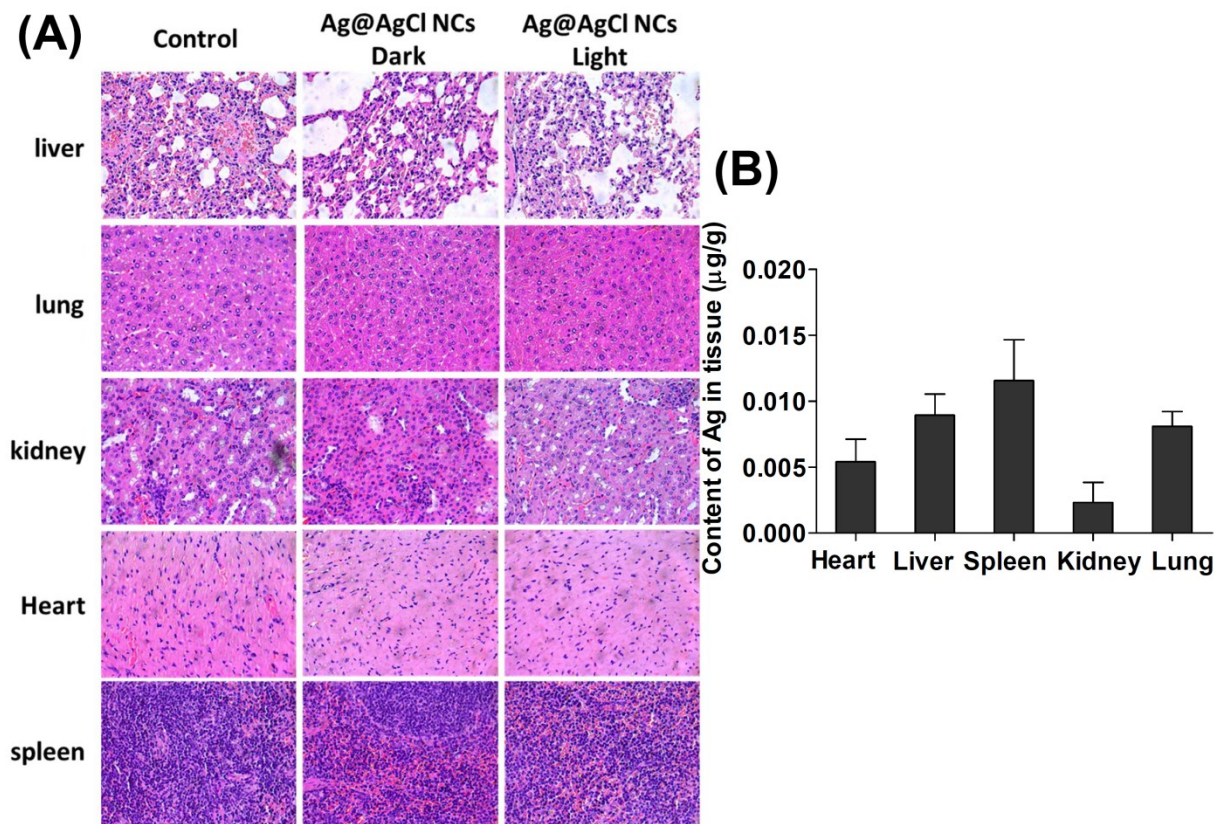 (A)
Control
Ag@AgCl NCs
Dark
Ag@AgCl NCs
Light
liver
lung
kidney
Heart
spleen
(B)
Content of Ag in tissue (μg/g)
0.020
0.015
0.010
0.005
0.000
Heart Liver Spleen Kidney Lung